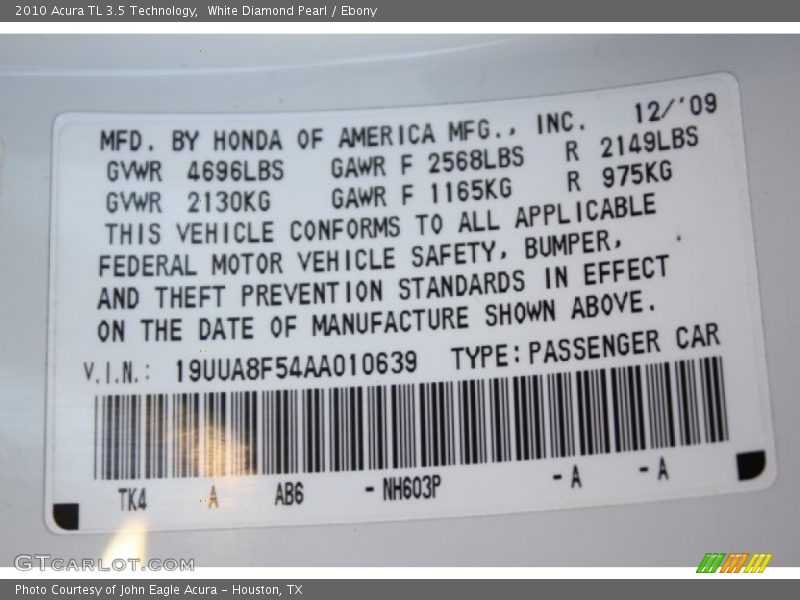 2010 Acura TL 3.5 Technology,  White Diamond Pearl / Ebony
MFD. BY HONDA OF AMERICA MFG., INC. 12/'09
GVWR 4696LBS GAWR F 2568LBS R 2149LBS
GVWR 2130KG GAWR F 1165KG R 975KG
THIS VEHICLE CONFORMS TO ALL APPLICABLE
FEDERAL MOTOR VEHICLE SAFETY, BUMPER,
AND THEFT PREVENTION STANDARDS IN EFFECT
ON THE DATE OF MANUFACTURE SHOWN ABOVE.
V.I.N.: 19UUA8F54AA010639 TYPE:PASSENGER CAR
TK4 A AB6 -NH603P -A -A
GTCARLOT.COM
Photo Courtesy of John Eagle Acura - Houston, TX